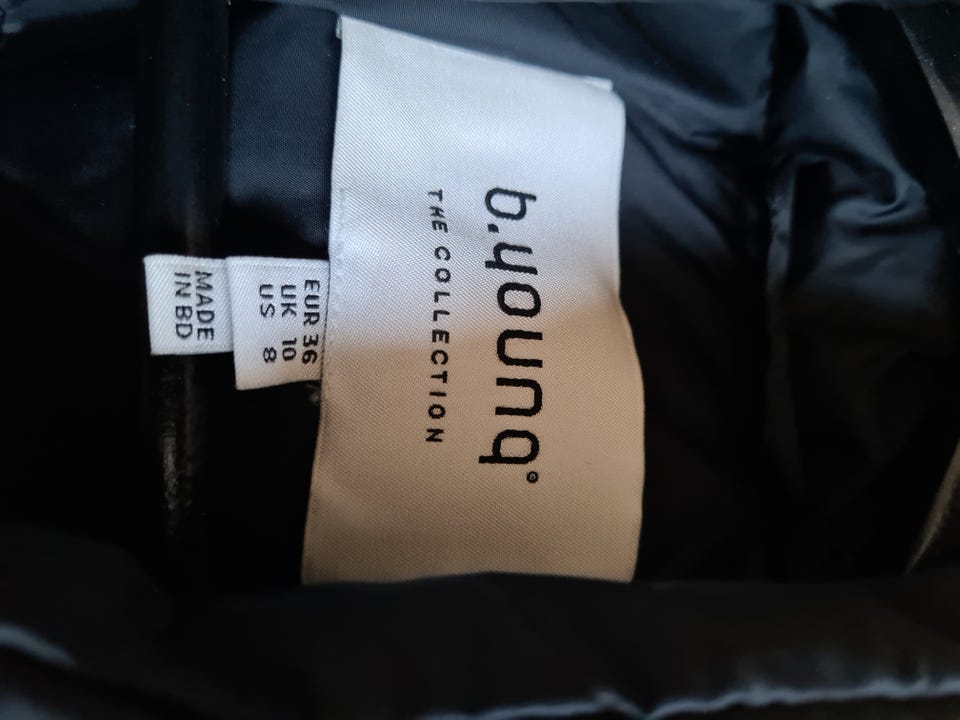 b.young°
THE COLLECTION
EUR 36
UK 10
US 8
MADE
IN BD